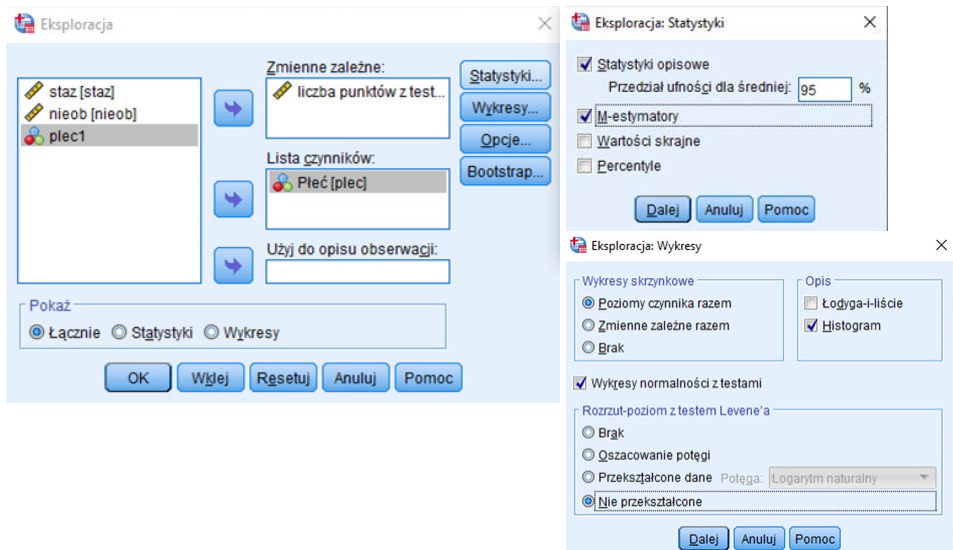 Eksploracja
staz [staz]
nieob [nieob]
plec1
Zmienne zależne:
liczba punktów z test...
Lista czynników:
Płeć [plec]
Użyj do opisu obserwacji:
Statystyki...
Wykresy...
Opcje...
Bootstrap...
Pokaż
Łącznie Statystyki Wykresy
OK Wklej Resetuj Anuluj Pomoc
Eksploracja: Statystyki
Statystyki opisowe
Przedział ufności dla średniej: 95 %
M-estymatory
Wartości skrajne
Percentyle
Dalej Anuluj Pomoc
Eksploracja: Wykresy
Wykresy skrzynkowe
Poziomy czynnika razem
Zmienne zależne razem
Brak
Opis
Łodyga-i-liście
Histogram
Wykresy normalności z testami
Rozrzut-poziom z testem Levene'a
Brak
Oszacowanie potęgi
Przekształcone dane Potęga: Logarytm naturalny
Nie przekształcone
Dalej Anuluj Pomoc